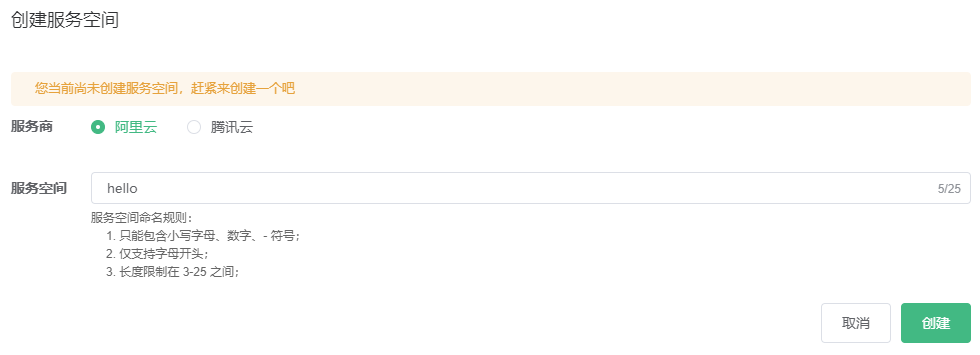 创建服务空间
您当前尚未创建服务空间，赶紧来创建一个吧
服务商 阿里云 腾讯云
服务空间 hello 5/25
服务空间命名规则：
1. 只能包含小写字母、数字、- 符号；
2. 仅支持字母开头；
3. 长度限制在 3-25 之间；
取消 创建